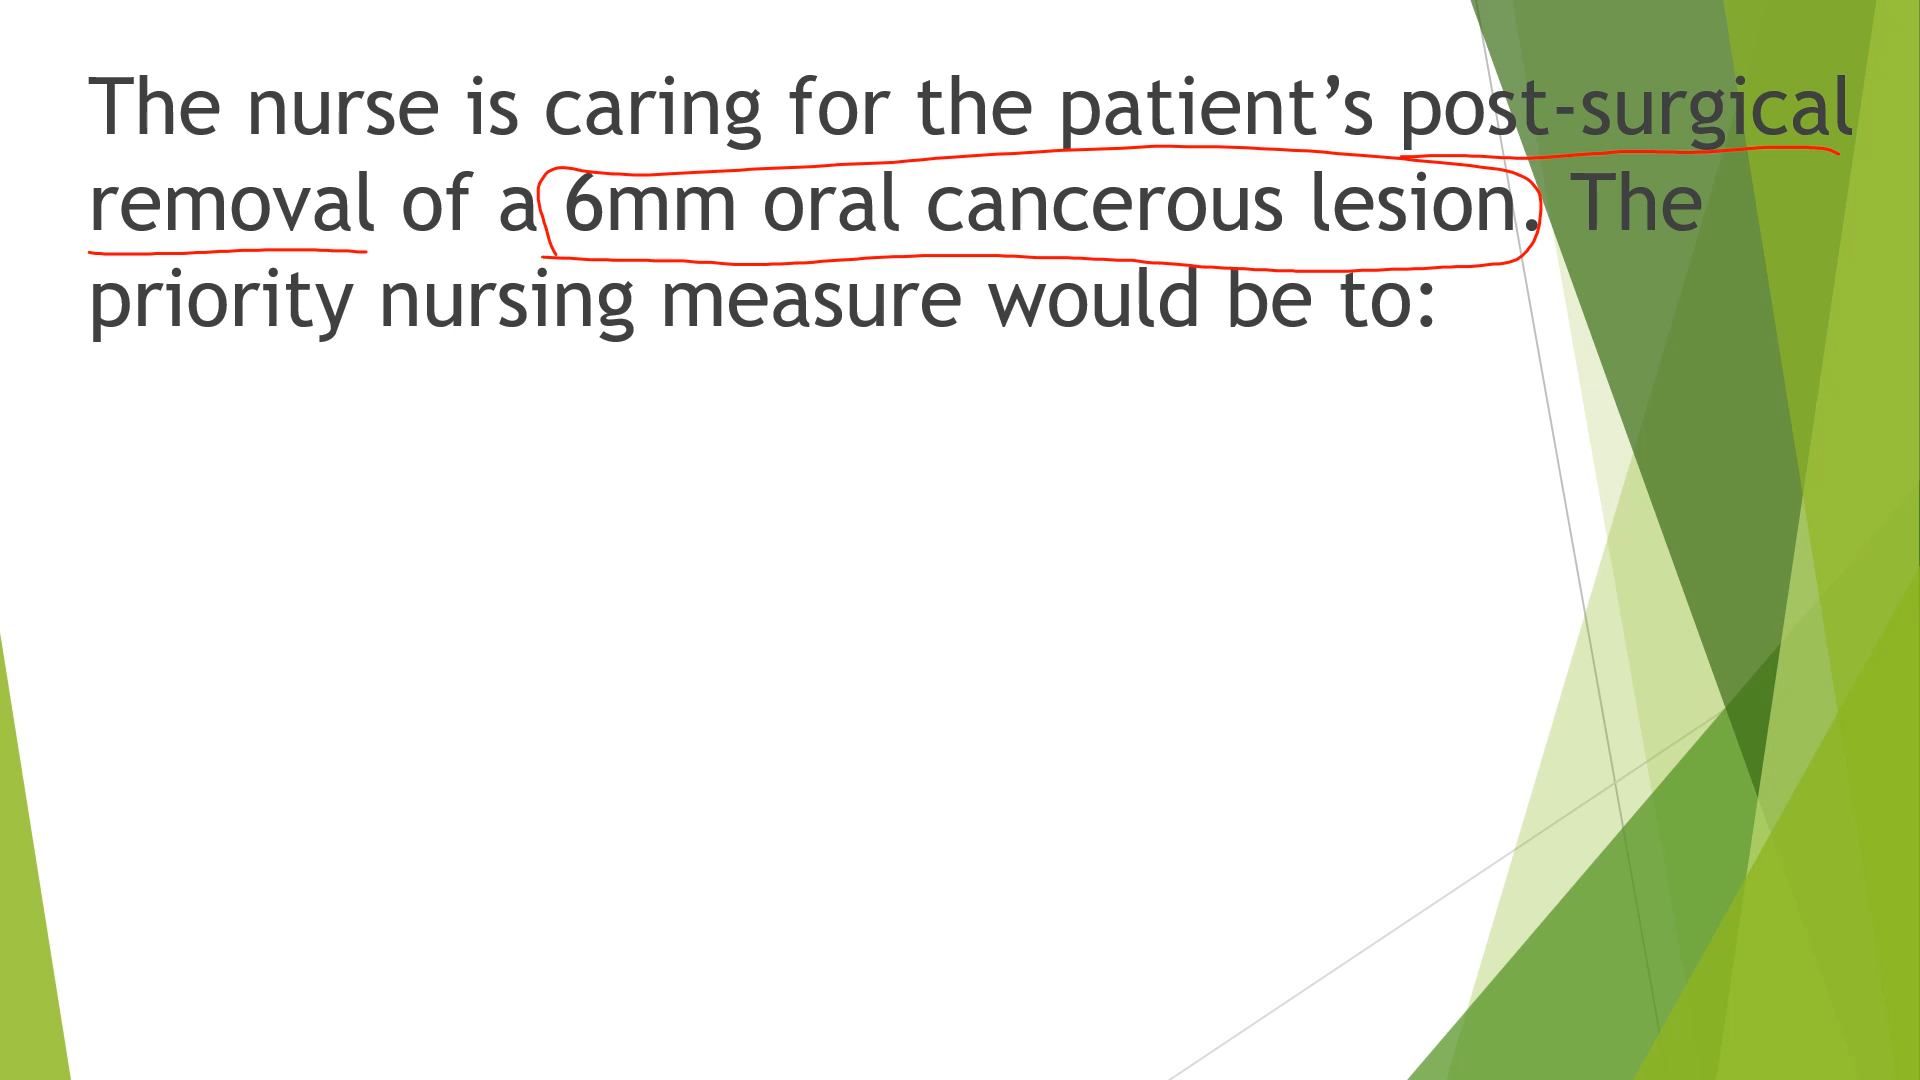 The nurse is caring for the patient’s post-surgical
removal of a 6mm oral cancerous lesion. The
priority nursing measure would be to: